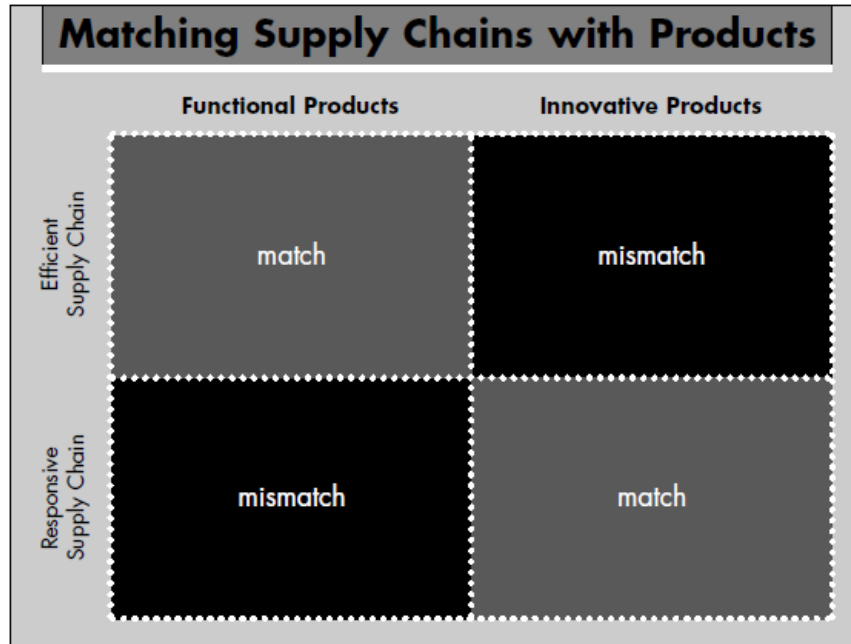 Matching Supply Chains with Products
Functional Products
Innovative Products
Efficient
Supply Chain
match
mismatch
Responsive
Supply Chain
mismatch
match